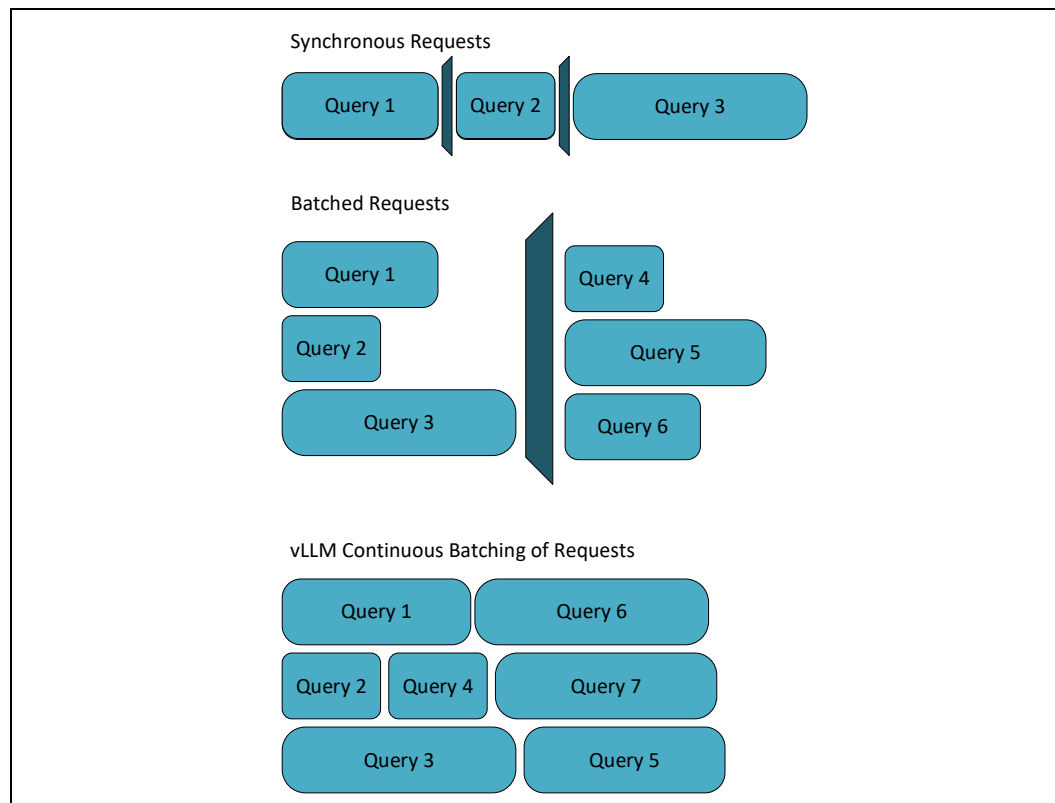 Synchronous Requests
Query 1
Query 2
Query 3
Batched Requests
Query 1
Query 4
Query 2
Query 5
Query 3
Query 6
vLLM Continuous Batching of Requests
Query 1
Query 6
Query 2
Query 4
Query 7
Query 3
Query 5